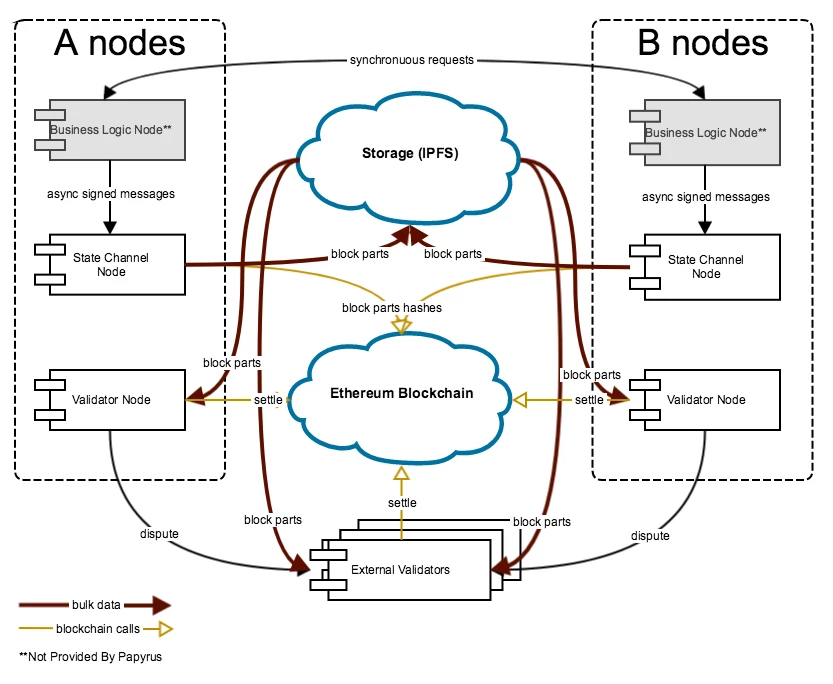 A nodes
B nodes
synchronuous requests
Business Logic Node**
Business Logic Node**
Storage (IPFS)
async signed messages
async signed messages
State Channel
Node
block parts
block parts
State Channel
Node
block parts hashes
block parts
block parts
Validator Node
settle
Ethereum Blockchain
settle
Validator Node
settle
block parts
block parts
dispute
dispute
External Validators
bulk data
blockchain calls
**Not Provided By Papyrus